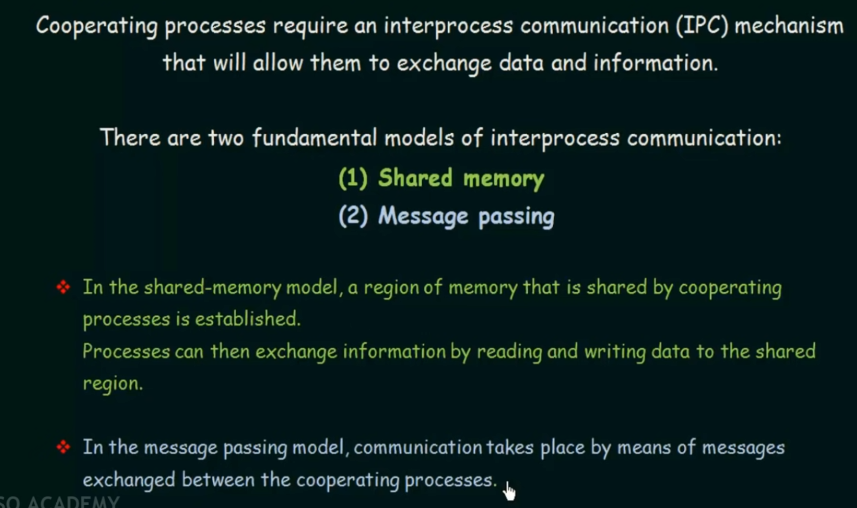 Cooperating processes require an interprocess communication (IPC) mechanism
that will allow them to exchange data and information.
There are two fundamental models of interprocess communication:
(1) Shared memory
(2) Message passing
In the shared-memory model, a region of memory that is shared by cooperating
processes is established.
Processes can then exchange information by reading and writing data to the shared
region.
In the message passing model, communication takes place by means of messages
exchanged between the cooperating processes.
SO ACADEMY